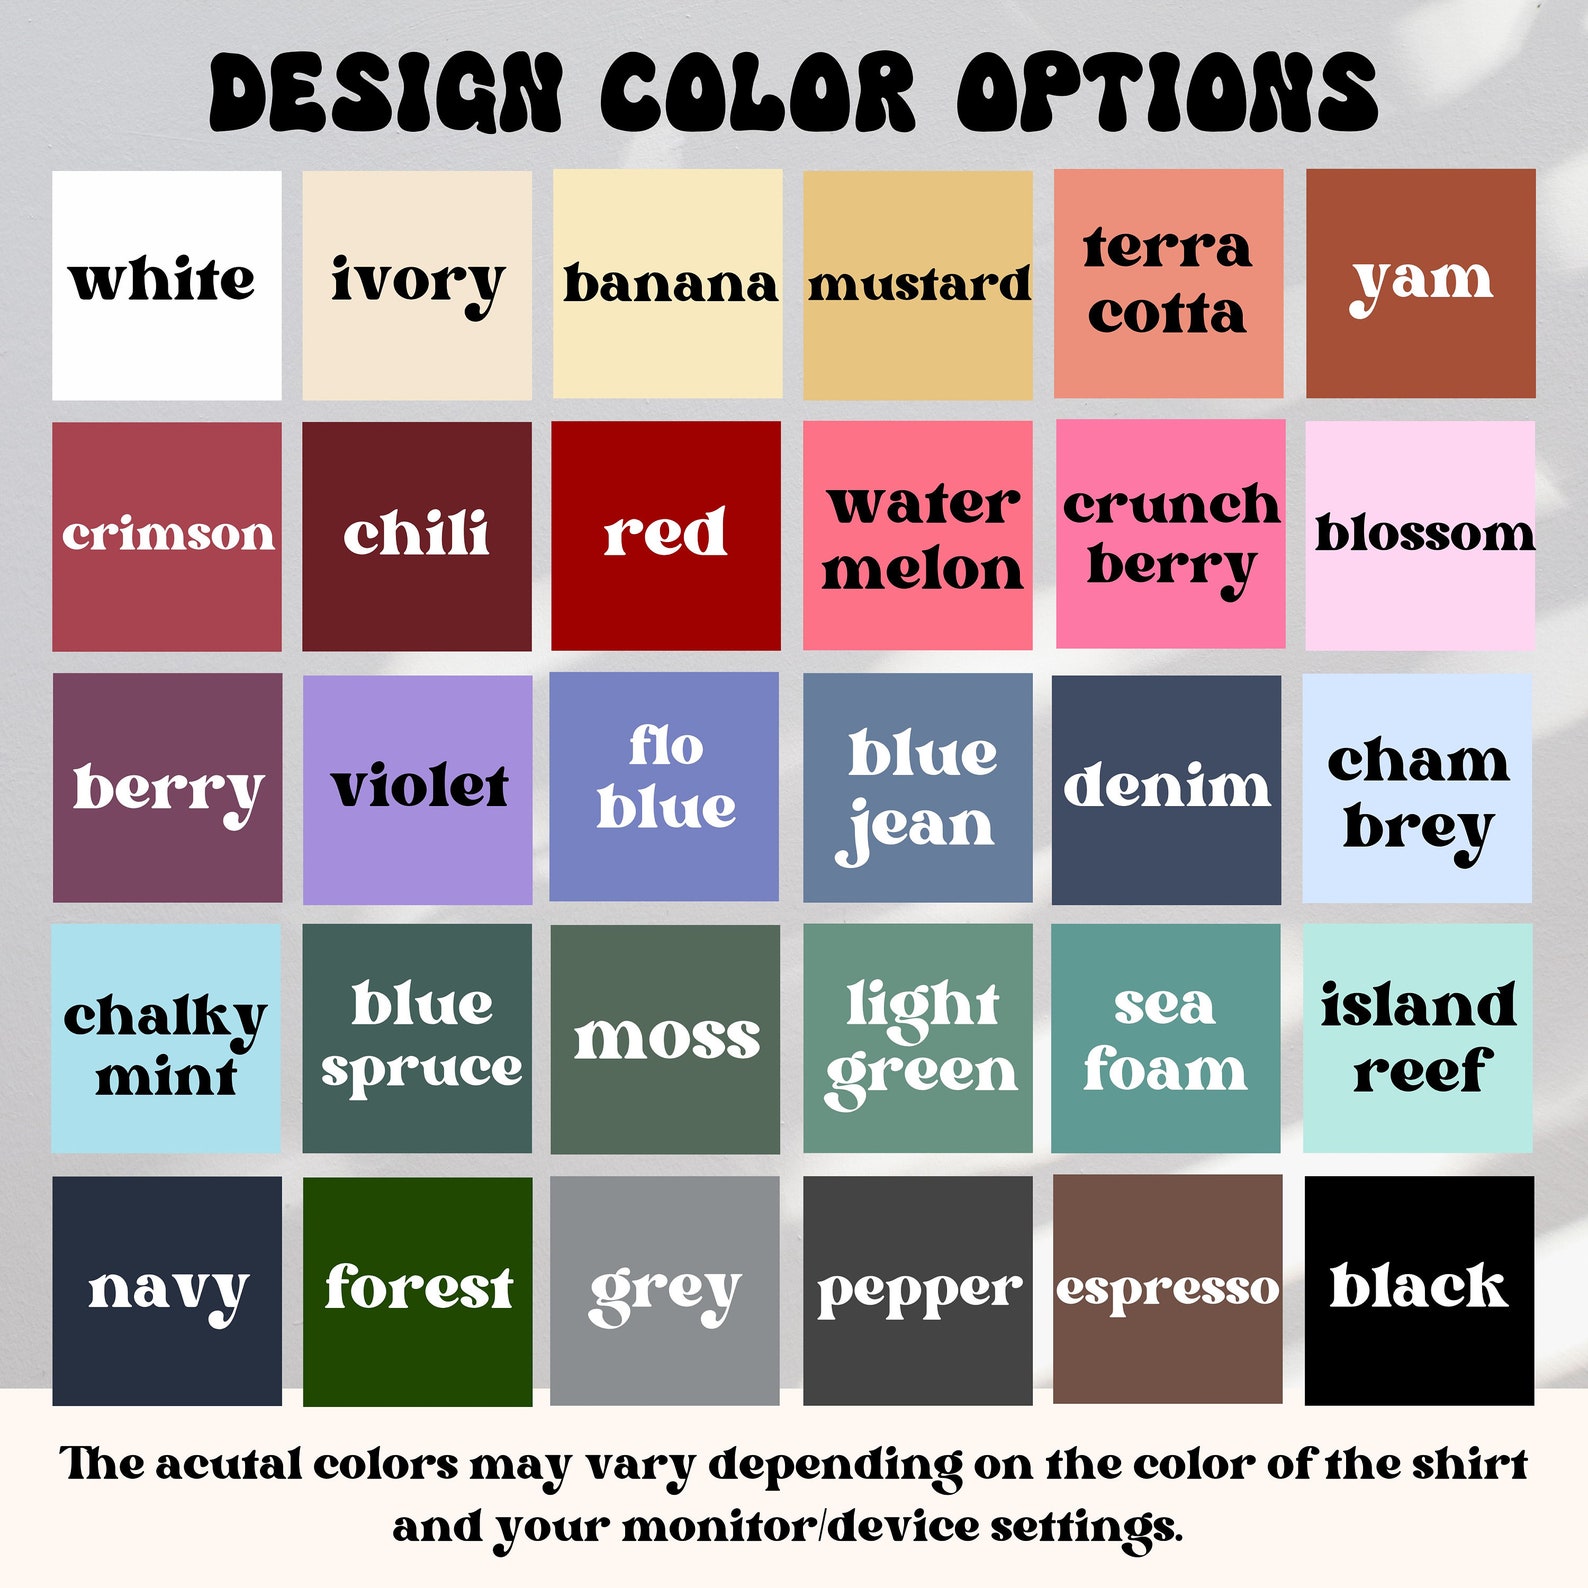 DESIGN COLOR OPTIONS
white
ivory
banana
mustard
terra
cotta
yam
crimson
chili
red
water
melon
crunch
berry
blossom
berry
violet
flo
blue
blue
jean
denim
cham
brey
chalky
mint
blue
spruce
moss
light
green
sea
foam
island
reef
navy
forest
grey
pepper
espresso
black
The acutal colors may vary depending on the color of the shirt
and your monitor/device settings.